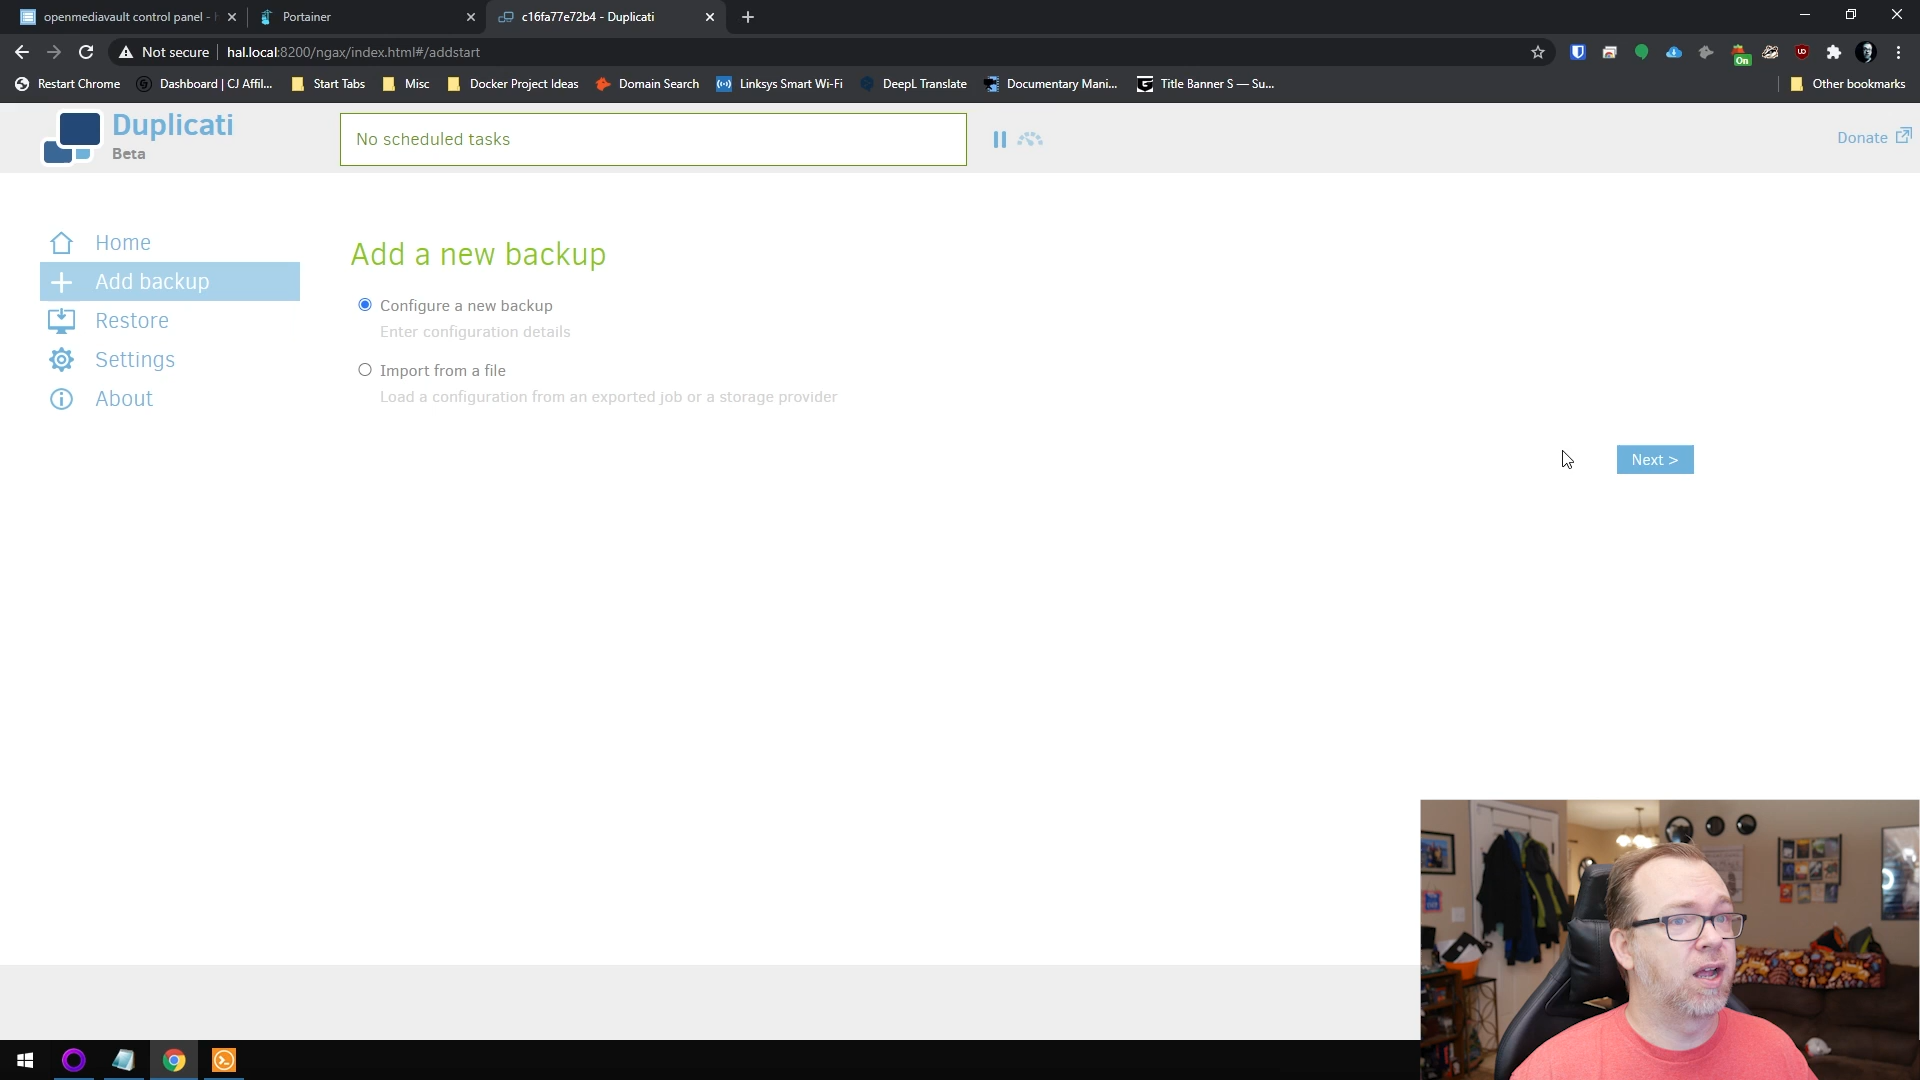 openmediavault control panel -
Portainer
c16fa77e72b4 - Duplicati
Not secure
hal.local:8200/ngax/index.html#/addstart
On
UD
Restart Chrome
Dashboard | CJ Affil...
Start Tabs
Misc
Docker Project Ideas
Domain Search
Linksys Smart Wi-Fi
DeepL Translate
Documentary Mani...
Title Banner S — Su...
Other bookmarks
Duplicati
Beta
No scheduled tasks
Donate
Home
Add backup
Restore
Settings
About
Add a new backup
Configure a new backup
Enter configuration details
Import from a file
Load a configuration from an exported job or a storage provider
Next >